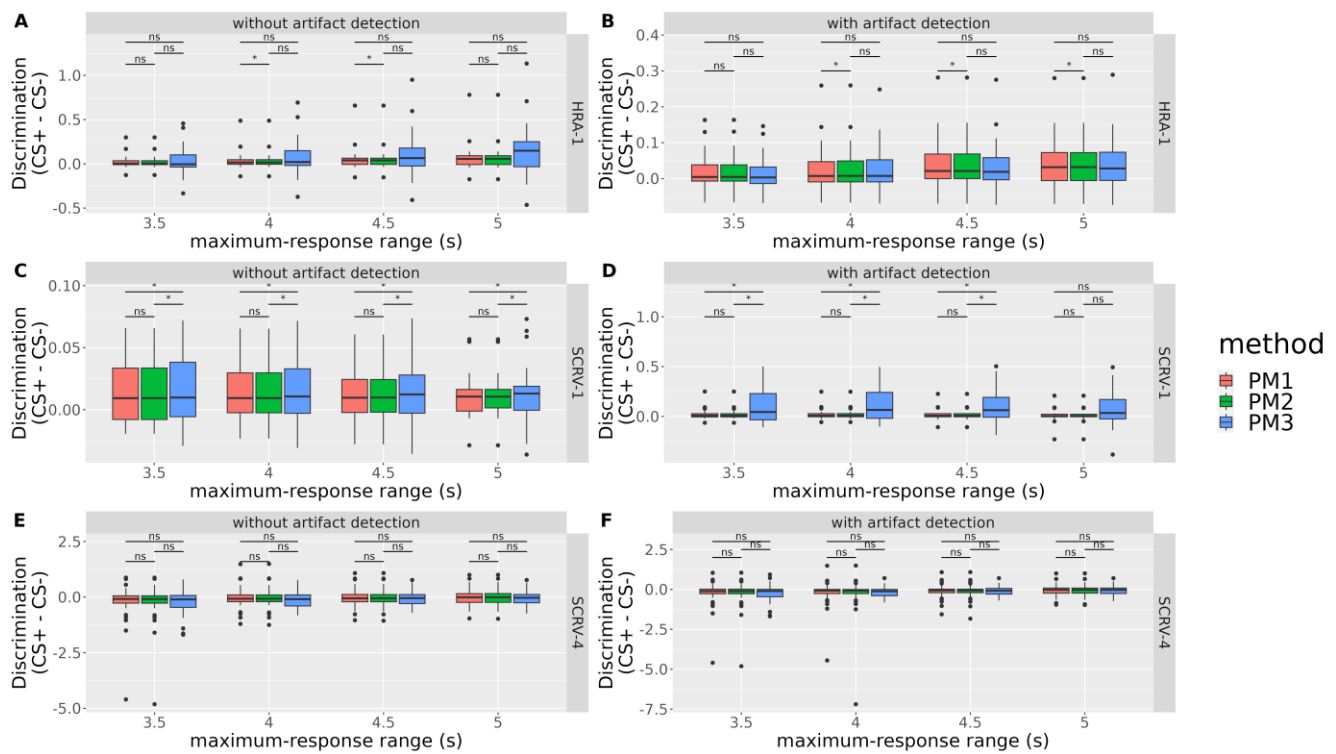 A
without artifact detection
ns
ns ns ns ns
ns * * ns
1.0
0.5
0.0
-0.5
Discrimination
(CS+ - CS-)
HRA-1
3.5 4 4.5 5
maximum-response range (s)
B
with artifact detection
ns ns ns ns
ns ns ns ns
ns * * *
0.4
0.3
0.2
0.1
0.0
Discrimination
(CS+ - CS-)
HRA-1
3.5 4 4.5 5
maximum-response range (s)
C
without artifact detection
* * * *
* * * *
ns ns ns ns
0.10
0.05
0.00
Discrimination
(CS+ - CS-)
SCRV-1
3.5 4 4.5 5
maximum-response range (s)
D
with artifact detection
* * * ns
* * * ns
ns ns ns ns
1.0
0.5
0.0
Discrimination
(CS+ - CS-)
SCRV-1
3.5 4 4.5 5
maximum-response range (s)
method
PM1
PM2
PM3
E
without artifact detection
ns ns ns ns
ns ns ns ns
ns ns ns ns
2.5
0.0
-2.5
-5.0
Discrimination
(CS+ - CS-)
SCRV-4
3.5 4 4.5 5
maximum-response range (s)
F
with artifact detection
ns ns ns ns
ns ns ns ns
ns ns ns ns
2.5
0.0
-2.5
-5.0
-7.5
Discrimination
(CS+ - CS-)
SCRV-4
3.5 4 4.5 5
maximum-response range (s)